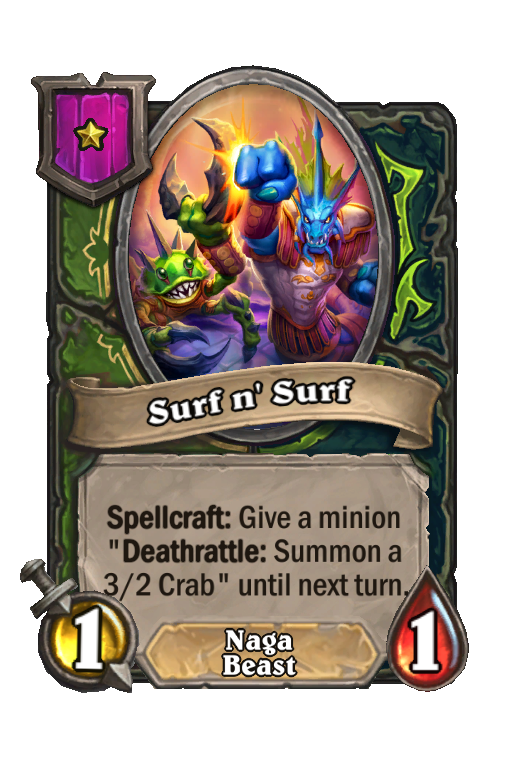 Surf n' Surf
Spellcraft: Give a minion
"Deathrattle: Summon a
3/2 Crab" until next turn.
1
Naga
Beast
1